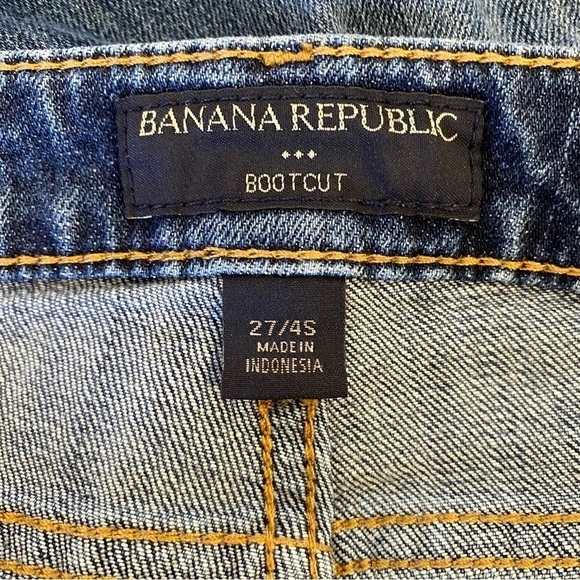 BANANA REPUBLIC
BOOTCUT
27/4S
MADE IN
INDONESIA